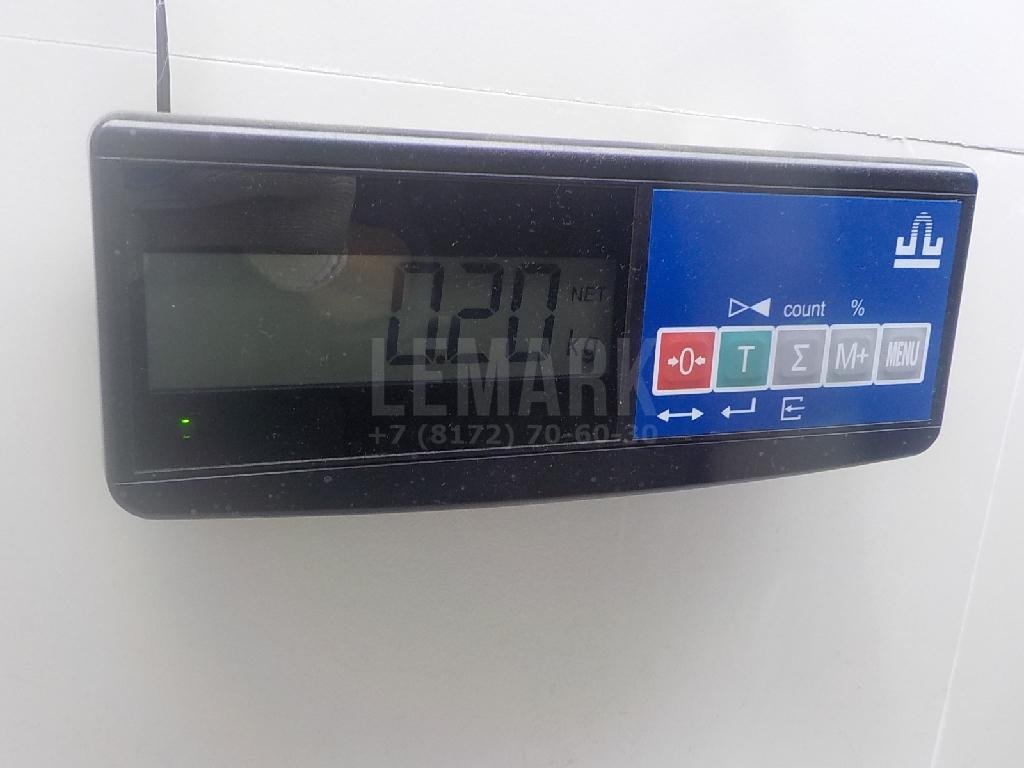 0.20 NET
kg
count %
→0← T Σ M+ MENU
LEMARK
+7 (8172) 70-60-30